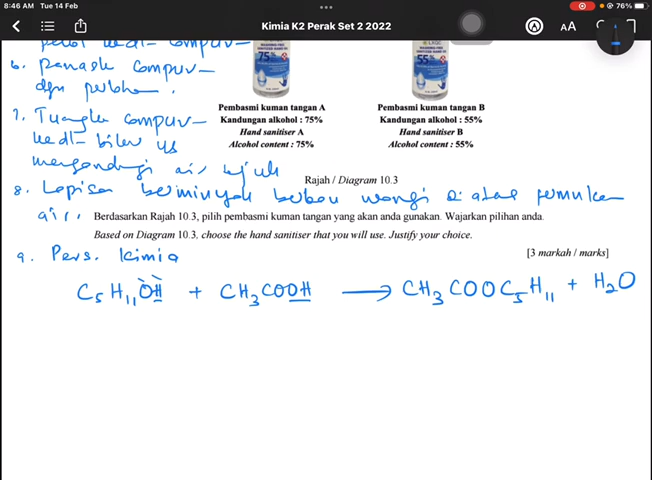 8:46 AM Tue 14 Feb
76%
Kimia K2 Perak Set 2 2022
AA
6. panaskan campuran
dgn perlahan.
75%
55%
7. Tuangkan campuran
ke dlm bikar yg
mengandungi air sejuk
Pembasmi kuman tangan A
Kandungan alkohol : 75%
Hand sanitiser A
Alcohol content : 75%
Pembasmi kuman tangan B
Kandungan alkohol : 55%
Hand sanitiser B
Alcohol content : 55%
Rajah / Diagram 10.3
8. Lapisan berminyak berbau wangi di atas permukaan
air.
Berdasarkan Rajah 10.3, pilih pembasmi kuman tangan yang akan anda gunakan. Wajarkan pilihan anda.
Based on Diagram 10.3, choose the hand sanitiser that you will use. Justify your choice.
[3 markah / marks]
9. Pers. kimia
C₅H₁₁OH + CH₃COOH ⟶ CH₃COOC₅H₁₁ + H₂O